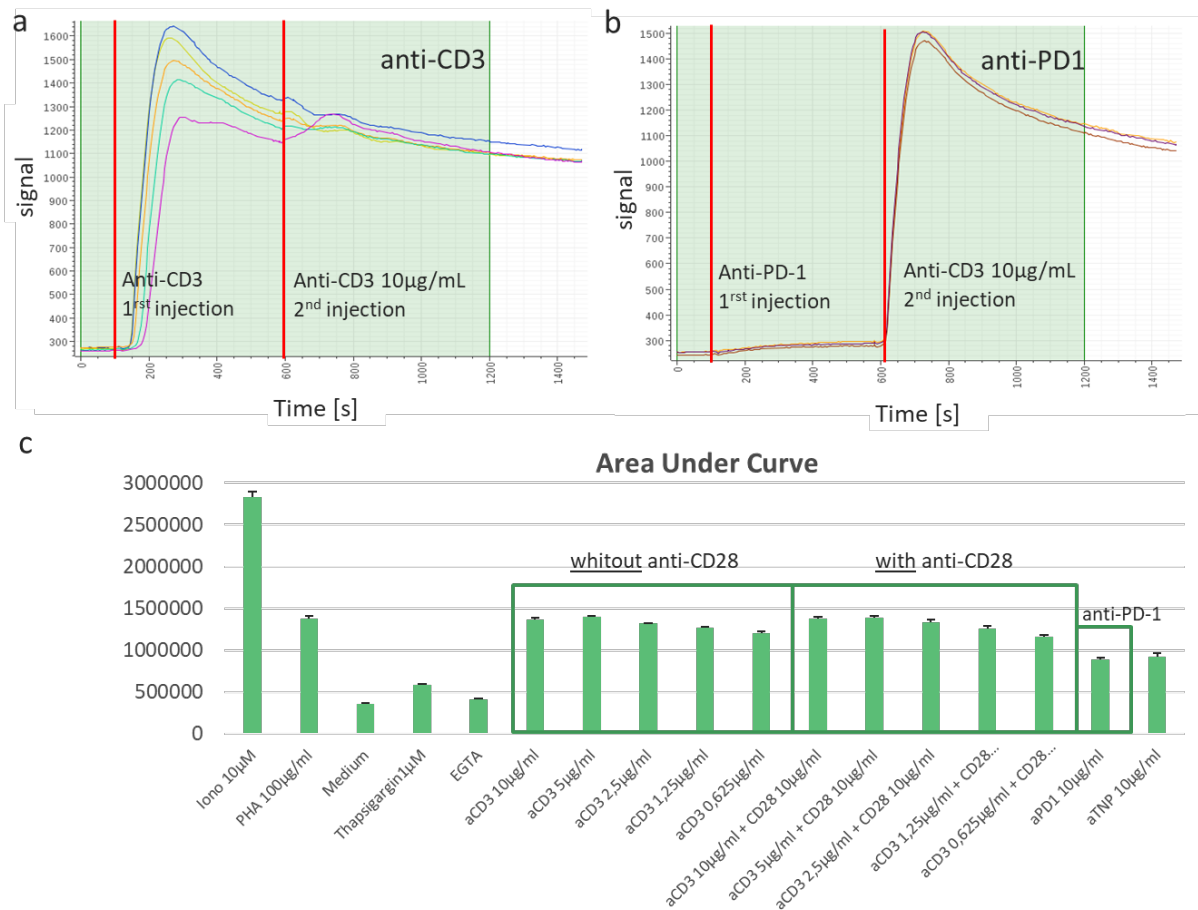 a
anti-CD3
signal
1600
1500
1400
1300
1200
1100
1000
900
800
700
600
500
400
300
Anti-CD3
1rst injection
Anti-CD3 10µg/mL
2nd injection
0
200
400
600
800
1000
1200
1400
Time [s]
b
anti-PD1
signal
1500
1400
1300
1200
1100
1000
900
800
700
600
500
400
300
Anti-PD-1
1rst injection
Anti-CD3 10µg/mL
2nd injection
0
200
400
600
800
1000
1200
1400
Time [s]
c
Area Under Curve
3000000
2500000
2000000
1500000
1000000
500000
0
whitout anti-CD28
with anti-CD28
anti-PD-1
Iono 10µM
PHA 100µg/ml
Medium
Thapsigargin1µM
EGTA
aCD3 10µg/ml
aCD3 5µg/ml
aCD3 2,5µg/ml
aCD3 1,25µg/ml
aCD3 0,625µg/ml
aCD3 10µg/ml + CD28 10µg/ml
aCD3 5µg/ml + CD28 10µg/ml
aCD3 2,5µg/ml + CD28 10µg/ml
aCD3 1,25µg/ml + CD28...
aCD3 0,625µg/ml + CD28...
aPD1 10µg/ml
aTNP 10µg/ml